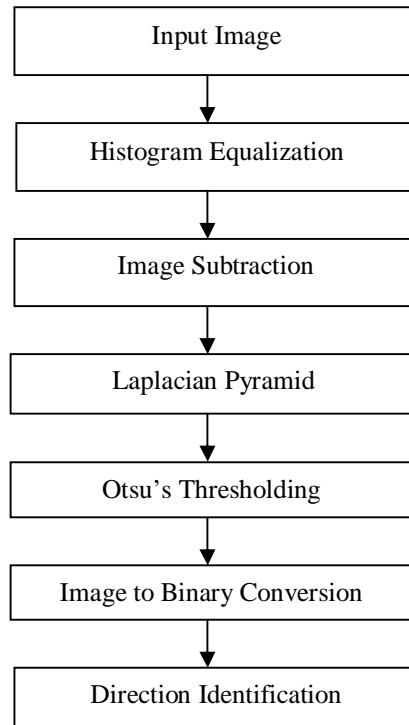 Input Image
Histogram Equalization
Image Subtraction
Laplacian Pyramid
Otsu’s Thresholding
Image to Binary Conversion
Direction Identification